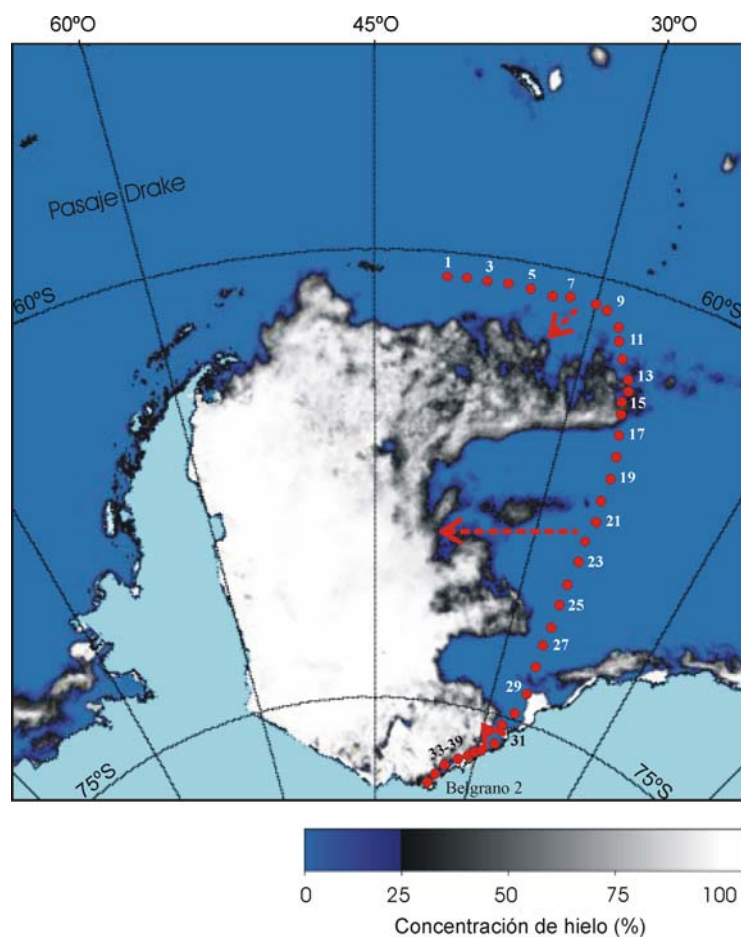 60ºO
45ºO
30ºO
Pasaje Drake
60ºS
60ºS
1
3
5
7
9
11
13
15
17
19
21
23
25
27
29
31
33-39
75ºS
75ºS
Belgrano 2
0
25
50
75
100
Concentración de hielo (%)